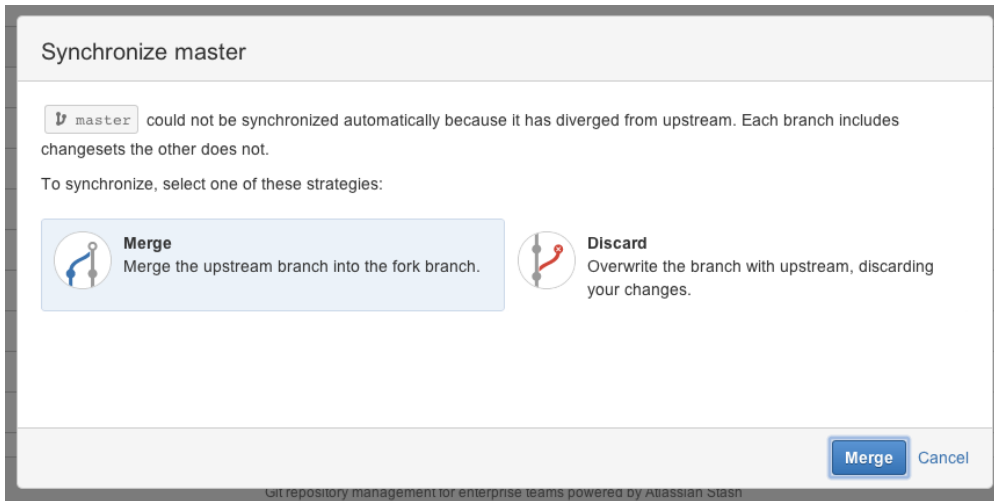 Synchronize master
master could not be synchronized automatically because it has diverged from upstream. Each branch includes
changesets the other does not.
To synchronize, select one of these strategies:
Merge
Merge the upstream branch into the fork branch.
Discard
Overwrite the branch with upstream, discarding
your changes.
Merge Cancel
Git repository management for enterprise teams powered by Atlassian Stash